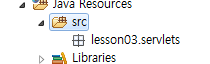 Java Resources
src
lesson03.servlets
Libraries